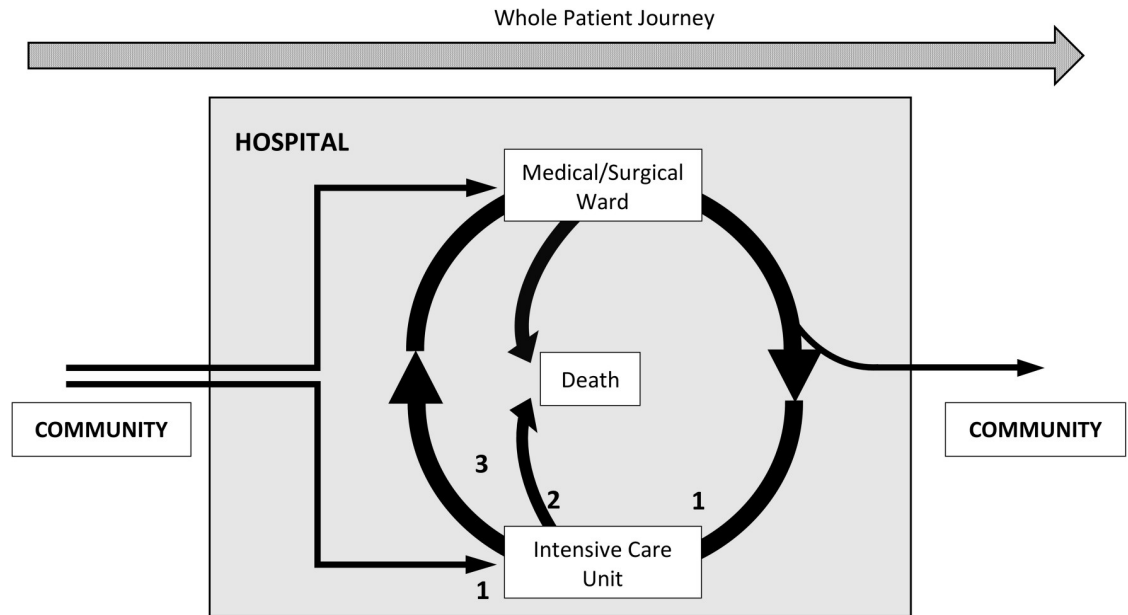 Whole Patient Journey
HOSPITAL
Medical/Surgical
Ward
Death
COMMUNITY
COMMUNITY
3
2
1
Intensive Care
Unit
1